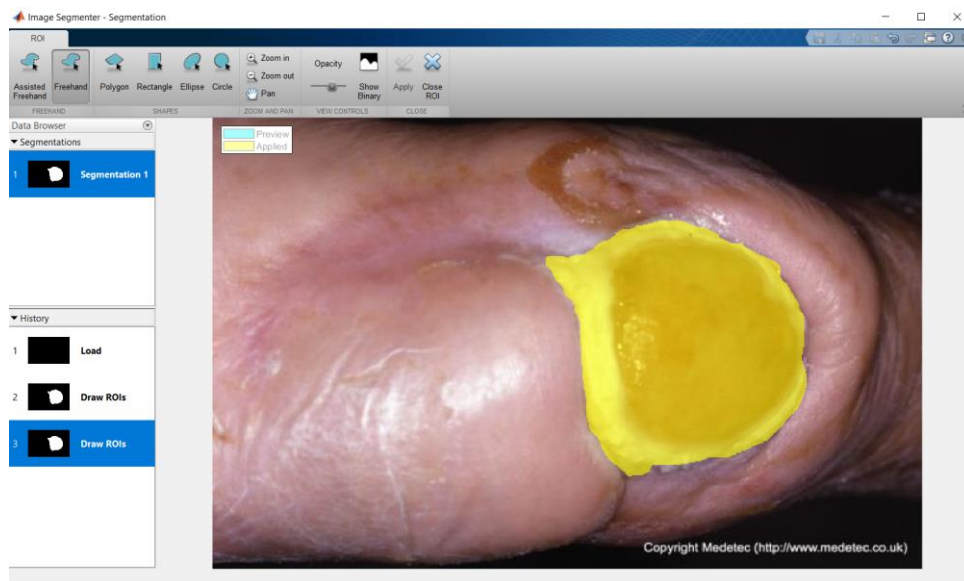 Image Segmenter - Segmentation
ROI
Assisted Freehand
Freehand
Polygon
Rectangle
Ellipse
Circle
Zoom in
Zoom out
Pan
Opacity
Show Binary
Apply
Close ROI
FREEHAND
SHAPES
ZOOM AND PAN
VIEW CONTROLS
CLOSE
Data Browser
Segmentations
1 Segmentation 1
History
1 Load
2 Draw ROIs
3 Draw ROIs
Preview
Applied
Copyright Medetec (http://www.medetec.co.uk)